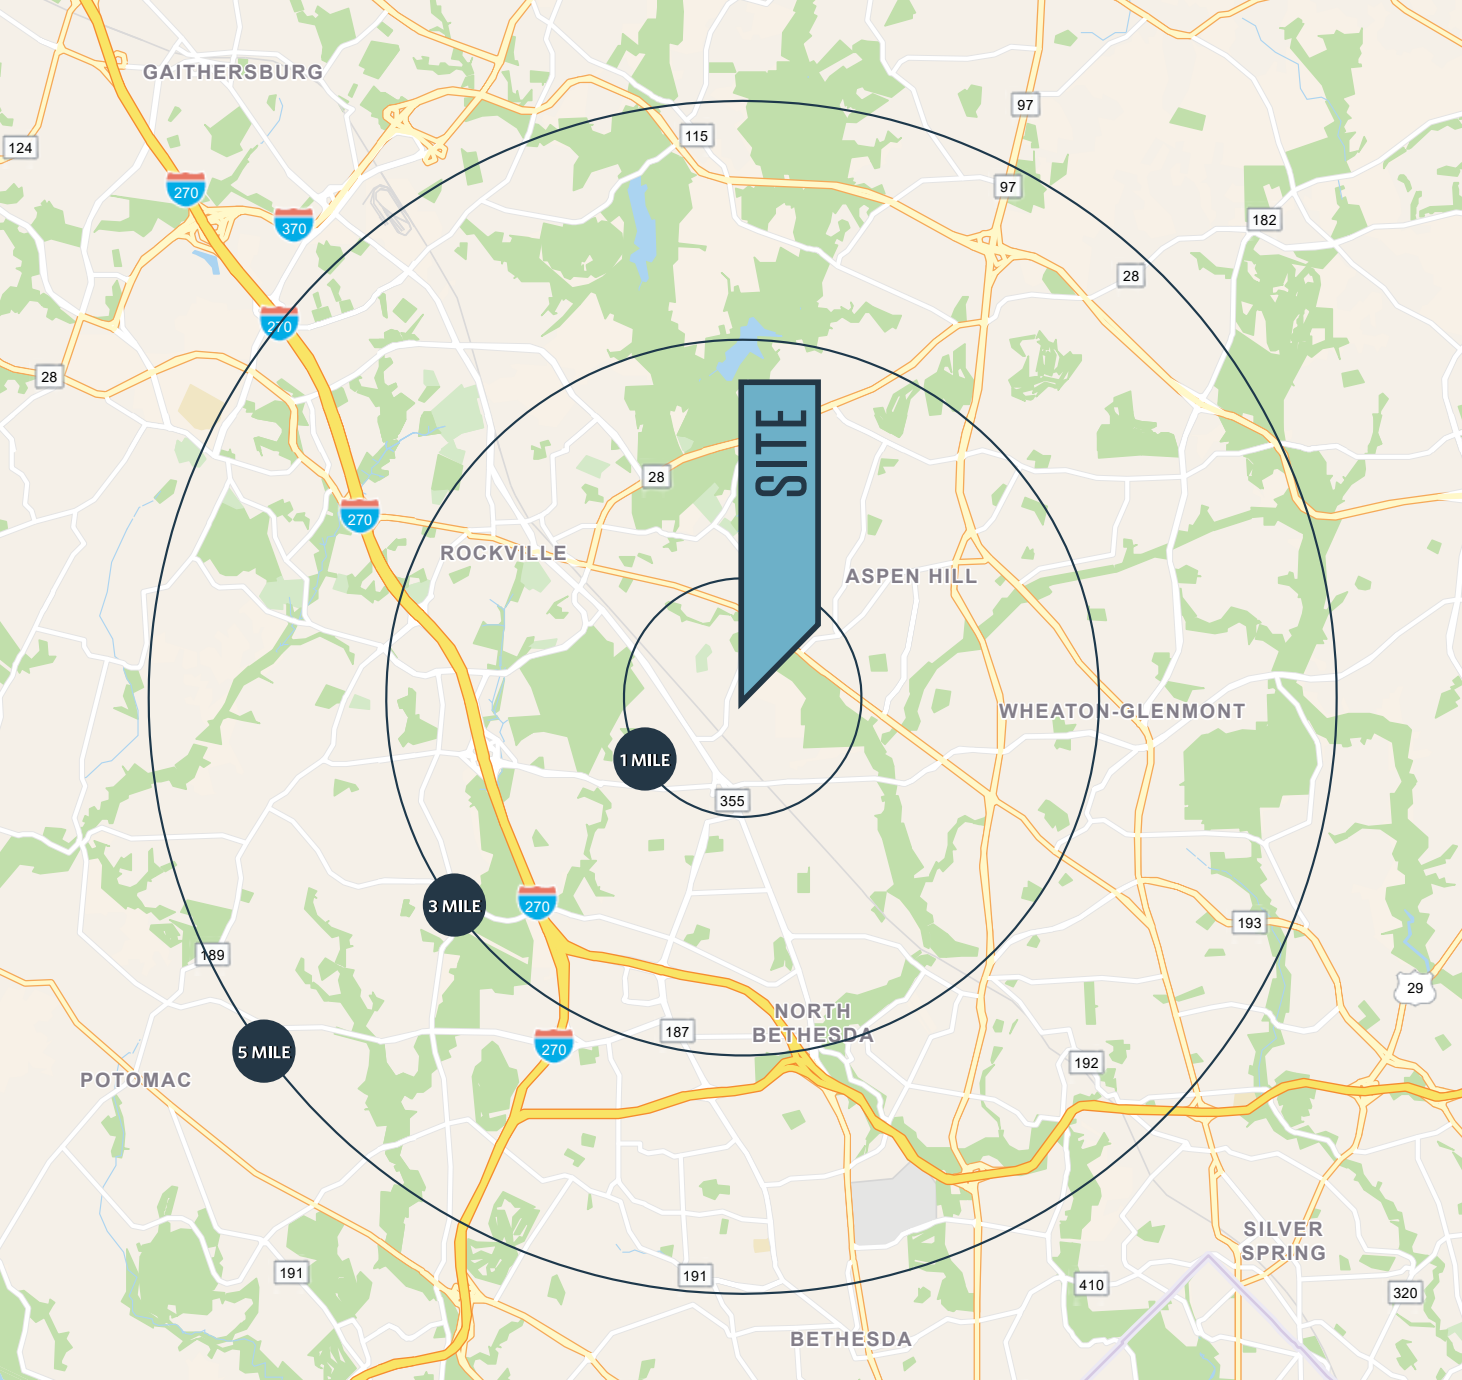 GAITHERSBURG
97
115
124
270
97
182
370
28
270
28
SITE
28
270
ROCKVILLE
ASPEN HILL
WHEATON-GLENMONT
1 MILE
355
3 MILE
270
193
189
29
NORTH
BETHESDA
187
270
5 MILE
192
POTOMAC
SILVER
SPRING
191
191
410
320
BETHESDA